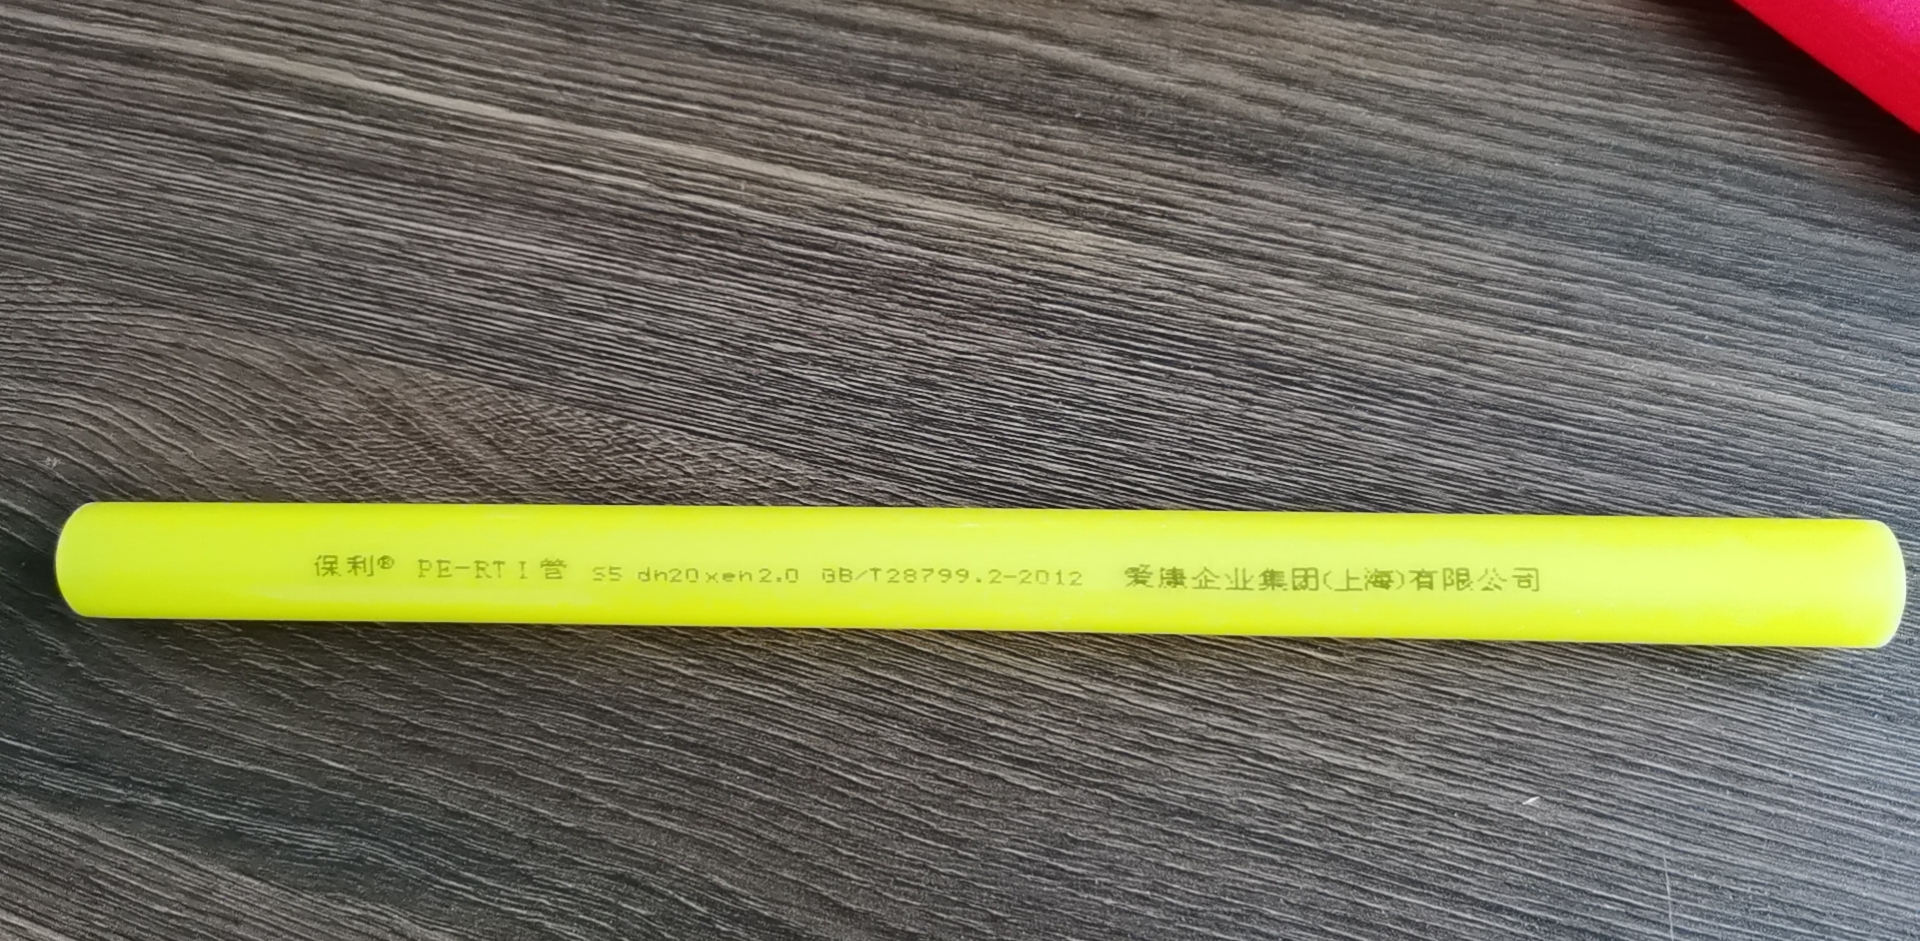 保利® PE-RT I 管 S5 dn20xen2.0 GB/T28799.2-2012 爱康企业集团(上海)有限公司